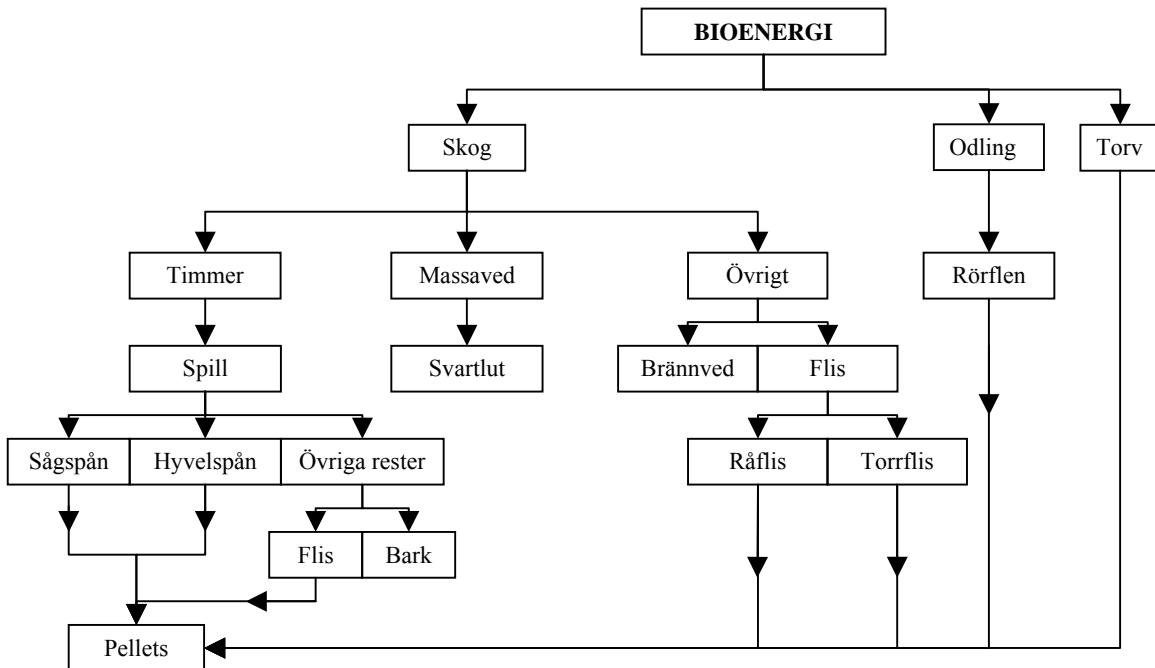 BIOENERGI
Skog
Odling
Torv
Timmer
Massaved
Övrigt
Rörflen
Spill
Svartlut
Brännved
Flis
Sågspån
Hyvelspån
Övriga rester
Råflis
Torrflis
Flis
Bark
Pellets